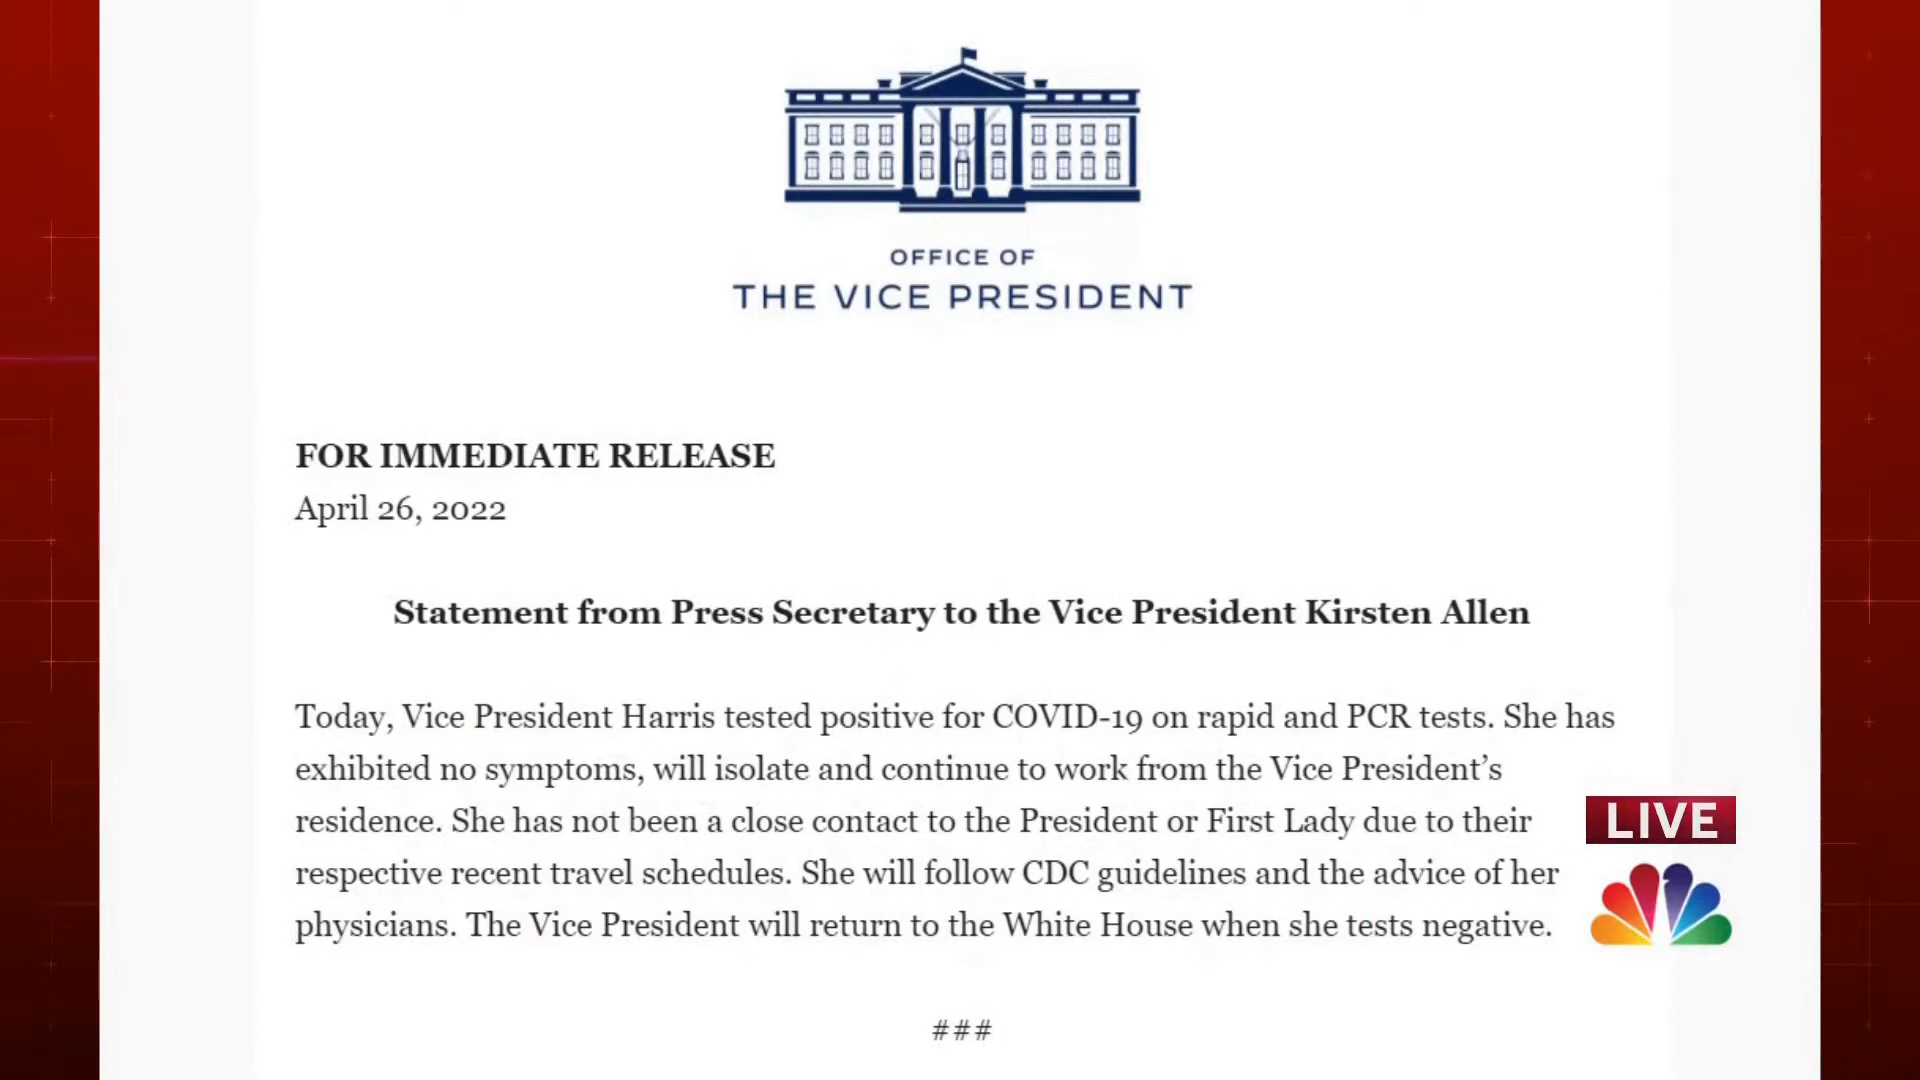 OFFICE OF
THE VICE PRESIDENT
FOR IMMEDIATE RELEASE
April 26, 2022
Statement from Press Secretary to the Vice President Kirsten Allen
Today, Vice President Harris tested positive for COVID-19 on rapid and PCR tests. She has
exhibited no symptoms, will isolate and continue to work from the Vice President’s
residence. She has not been a close contact to the President or First Lady due to their
respective recent travel schedules. She will follow CDC guidelines and the advice of her
physicians. The Vice President will return to the White House when she tests negative.
LIVE
###